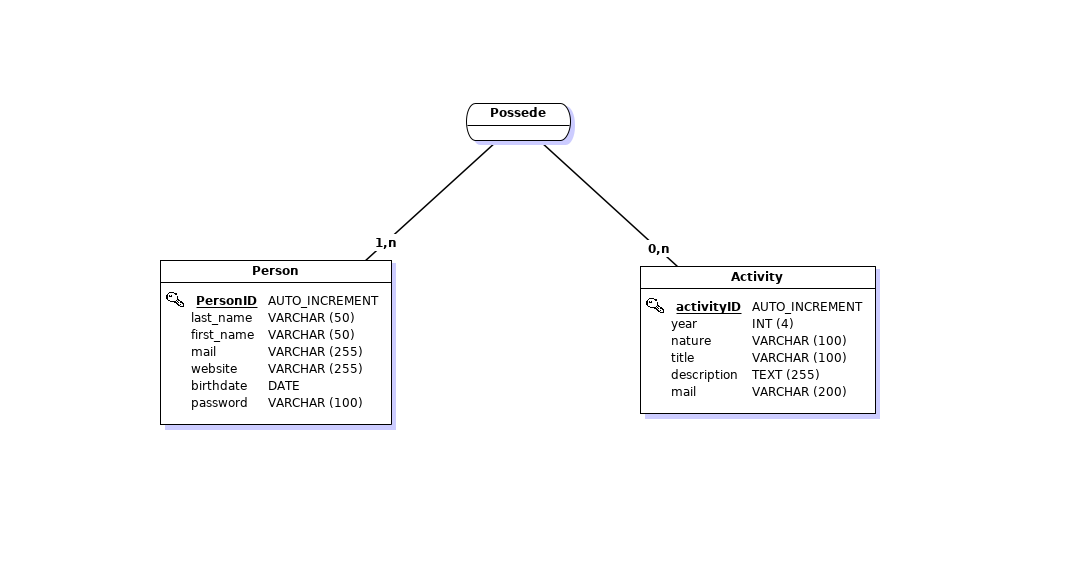 Possede
1,n
0,n
Person
PersonID AUTO_INCREMENT
last_name VARCHAR (50)
first_name VARCHAR (50)
mail VARCHAR (255)
website VARCHAR (255)
birthdate DATE
password VARCHAR (100)
Activity
activityID AUTO_INCREMENT
year INT (4)
nature VARCHAR (100)
title VARCHAR (100)
description TEXT (255)
mail VARCHAR (200)